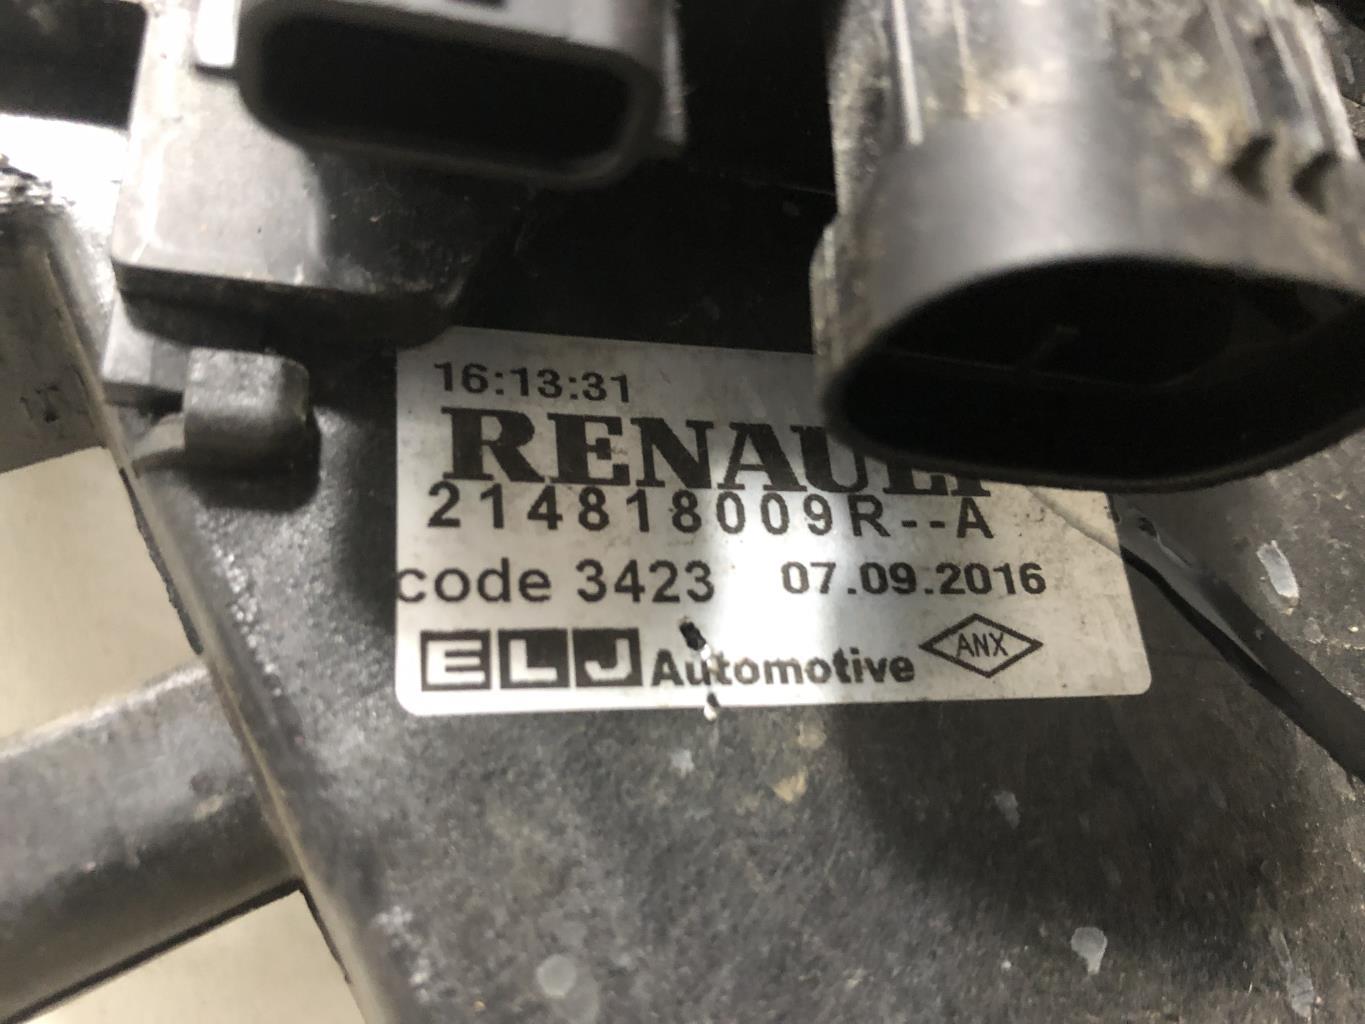 16:13:31
RENAULT
214818009R--A
code 3423 07.09.2016
ELJ Automotive ANX